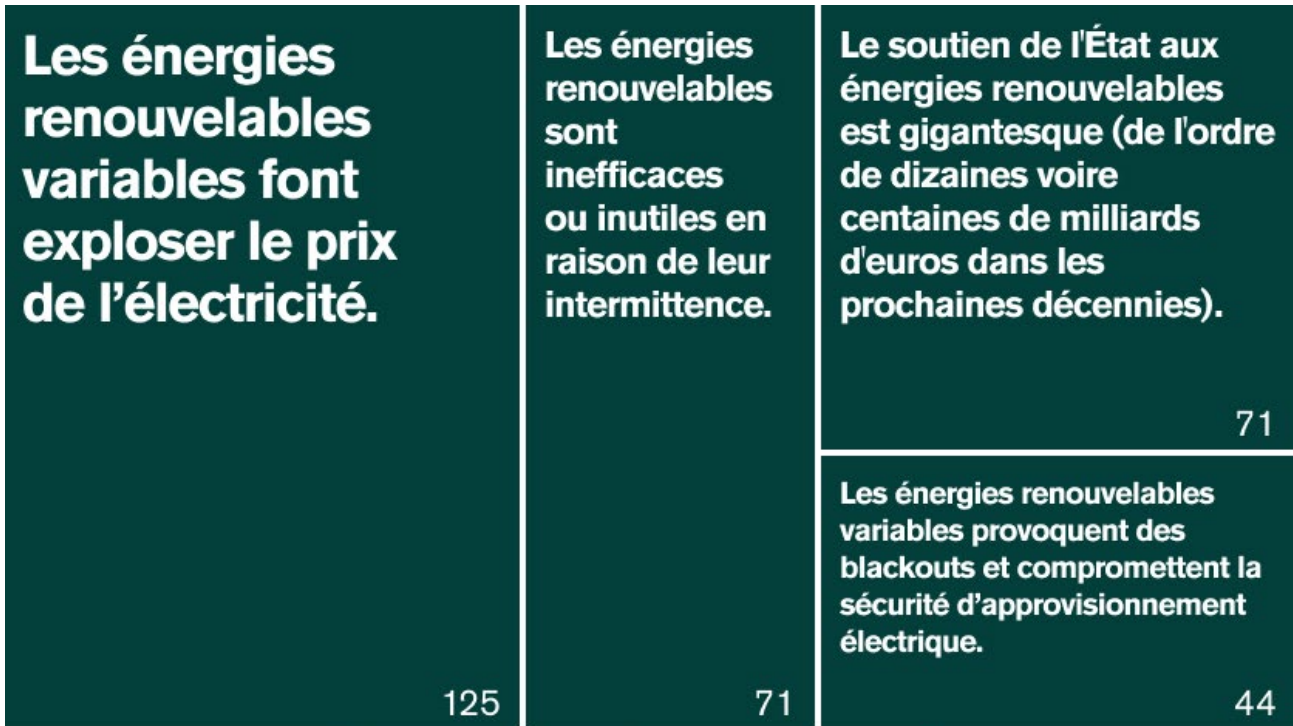 Les énergies
renouvelables
variables font
exploser le prix
de l’électricité.
125
Les énergies
renouvelables
sont
inefficaces
ou inutiles en
raison de leur
intermittence.
71
Le soutien de l'État aux
énergies renouvelables
est gigantesque (de l'ordre
de dizaines voire
centaines de milliards
d'euros dans les
prochaines décennies).
71
Les énergies renouvelables
variables provoquent des
blackouts et compromettent la
sécurité d’approvisionnement
électrique.
44